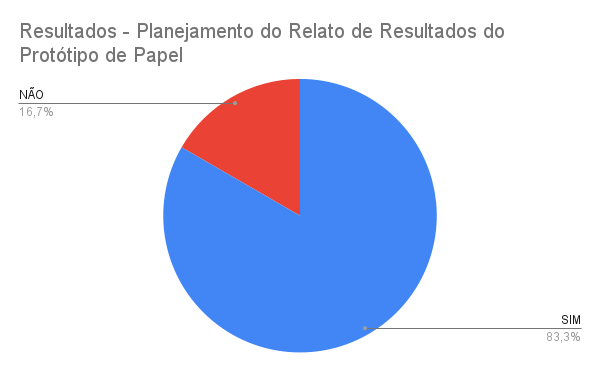 Resultados - Planejamento do Relato de Resultados do
Protótipo de Papel
NÃO
16,7%
SIM
83,3%